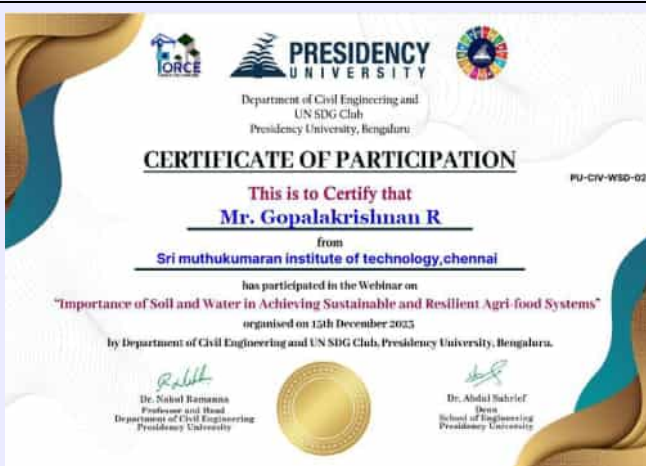 FORCE
PRESIDENCY
UNIVERSITY
Department of Civil Engineering and
UN SDG Club
Presidency University, Bengaluru
CERTIFICATE OF PARTICIPATION
PU-CIV-WSD-02
This is to Certify that
Mr. Gopalakrishnan R
from
Sri muthukumaran institute of technology,chennai
has participated in the Webinar on
"Importance of Soil and Water in Achieving Sustainable and Resilient Agri-food Systems"
organised on 15th December 2023
by Department of Civil Engineering and UN SDG Club, Presidency University, Bengaluru.
Dr. Nakul Ramanna
Professor and Head
Department of Civil Engineering
Presidency University
Dr. Abdul Sahrief
Dean
School of Engineering
Presidency University